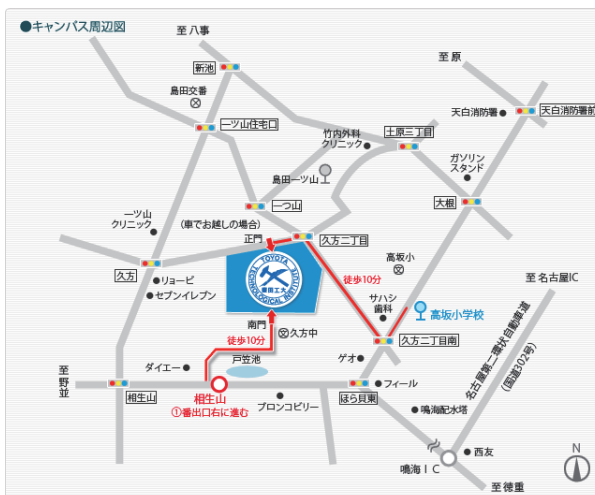 ●キャンパス周辺図
至 八事
新池
至 原
島田交番
天白消防署
天白消防署前
一ツ山住宅口
竹内外科
クリニック
土原三丁目
ガソリン
スタンド
島田一ツ山
大根
一つ山
一ツ山
クリニック
(車でお越しの場合)
正門
久方二丁目
高坂小
久方
TOYOTA
TECHNOLOGICAL INSTITUTE
豊田工大
徒歩10分
至 名古屋IC
リョービ
セブンイレブン
サハシ
歯科
高坂小学校
南門
久方中
徒歩10分
久方二丁目南
名古屋第二環状自動車道
(国道302号)
戸笠池
ゲオ
ダイエー
至
野
並
相生山
相生山
①番出口右に進む
ブロンコビリー
ほら貝東
フィール
鳴海配水塔
西友
鳴海IC
至 徳重
N